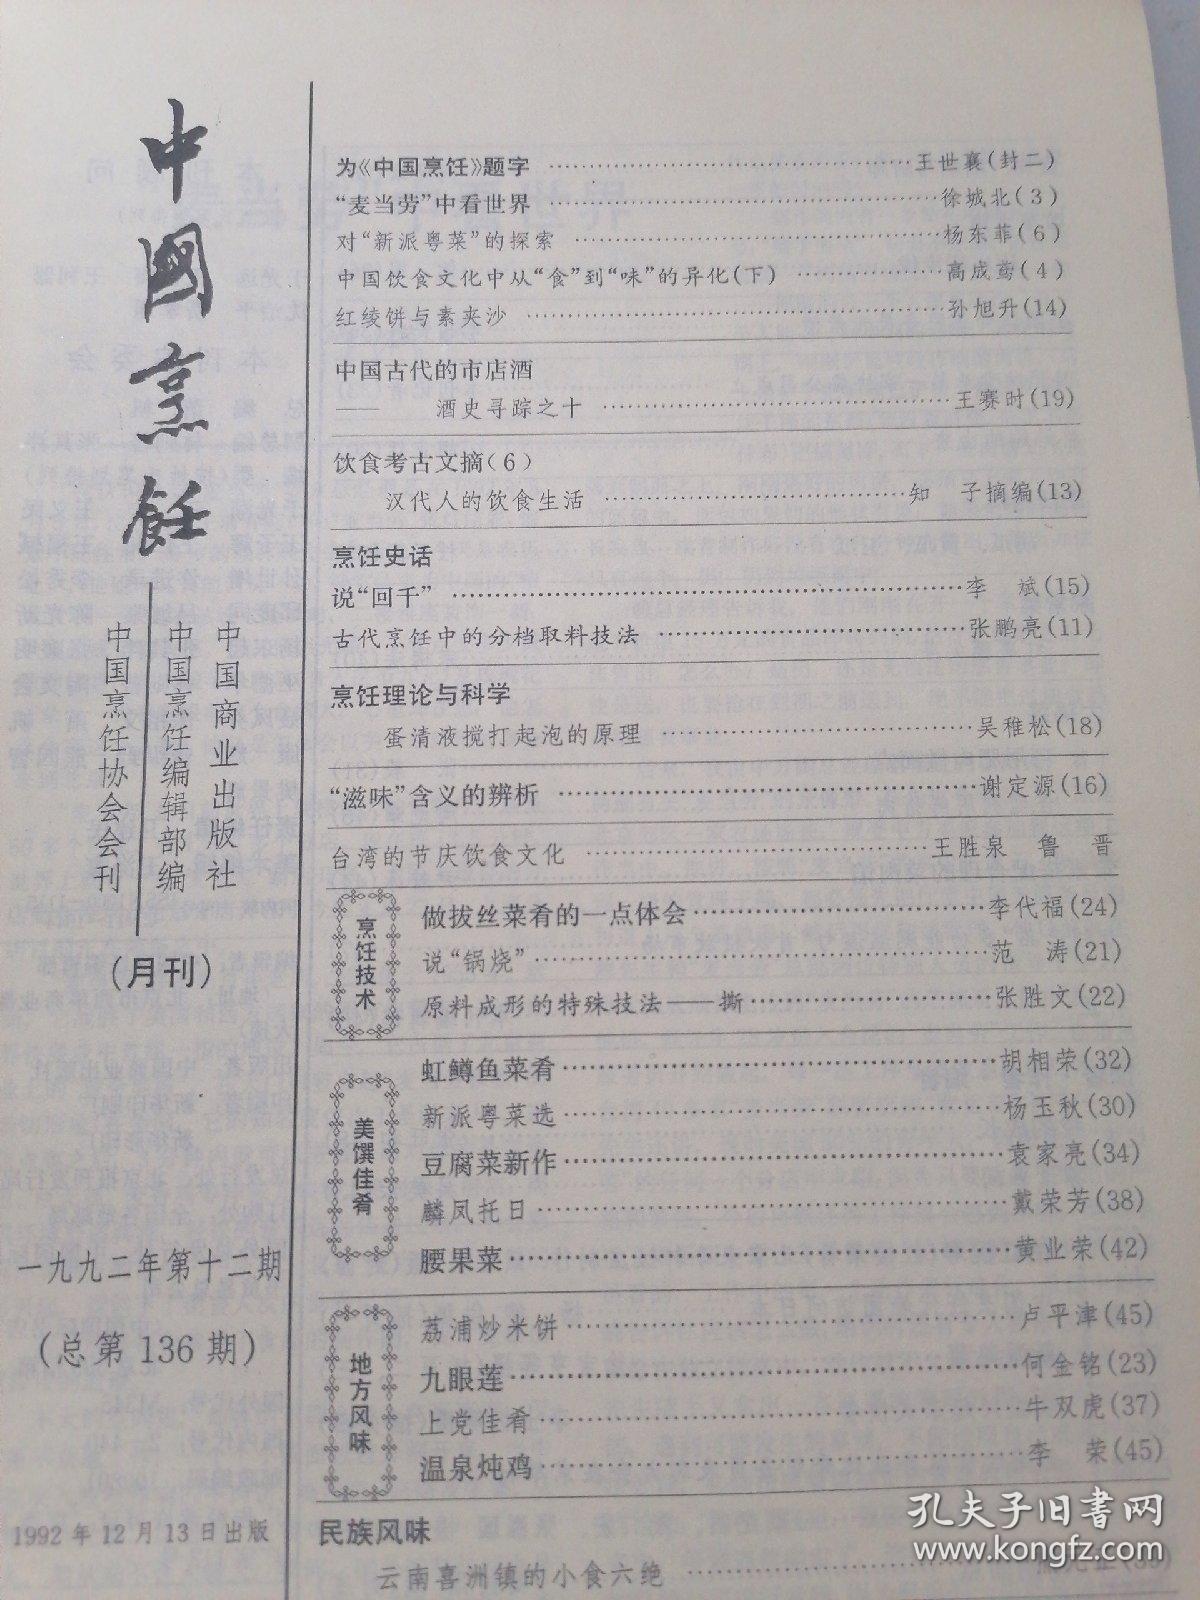 中國烹飪
中国商业出版社
中国烹饪编辑部编
中国烹饪协会会刊
(月刊)
一九九二年第十二期
(总第136期)
1992年12月13日出版
为《中国烹饪》题字……王世襄(封二)
“麦当劳”中看世界……徐城北(3)
对“新派粤菜”的探索……杨东菲(6)
中国饮食文化中从“食”到“味”的异化(下)……高成鸢(4)
红绫饼与素夹沙……孙旭升(14)
中国古代的市店酒
——酒史寻踪之十……王赛时(19)
饮食考古文摘(6)
汉代人的饮食生活……知 子摘编(13)
烹饪史话
说“回千”……李 斌(15)
古代烹饪中的分档取料技法……张鹏亮(11)
烹饪理论与科学
蛋清液搅打起泡的原理……吴稚松(18)
“滋味”含义的辨析……谢定源(16)
台湾的节庆饮食文化……王胜泉 鲁 晋
烹饪技术
做拔丝菜肴的一点体会……李代福(24)
说“锅烧”……范 涛(21)
原料成形的特殊技法——撕……张胜文(22)
美馔佳肴
虹鳟鱼菜肴……胡相荣(32)
新派粤菜选……杨玉秋(30)
豆腐菜新作……袁家亮(34)
麟凤托日……戴荣芳(38)
腰果菜……黄业荣(42)
地方风味
荔浦炒米饼……卢平津(45)
九眼莲……何金铭(23)
上党佳肴……牛双虎(37)
温泉炖鸡……李 荣(45)
民族风味
云南喜洲镇的小食六绝……
孔夫子旧书网
www.kongfz.com